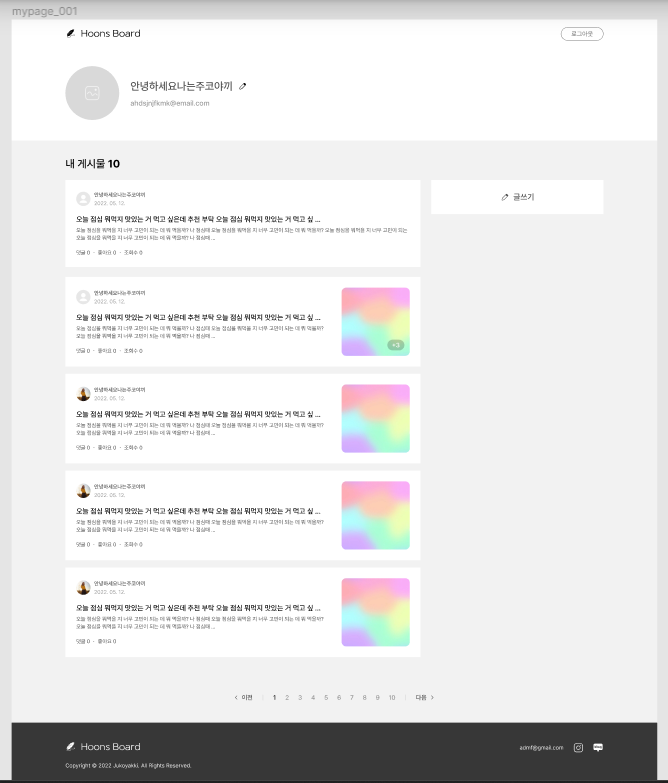 mypage_001
Hoons Board
로그아웃
안녕하세요나는주코야끼
ahdsjnjfkmk@email.com
내 게시물 10
글쓰기
안녕하세요나는주코야끼
2022. 05. 12.
오늘 점심 뭐먹지 맛있는 거 먹고 싶은데 추천 부탁 오늘 점심 뭐먹지 맛있는 거 먹고 싶 ...
오늘 점심을 뭐먹을 지 너무 고민이 되는 데 뭐 먹을까? 나 점심데 오늘 점심을 뭐먹을 지 너무 고민이 되는 데 뭐 먹을까? 오늘 점심을 뭐먹을 지 너무 고민이 되는
오늘 점심을 뭐먹을 지 너무 고민이 되는 데 뭐 먹을까? 나 점심데 ...
댓글 0 · 좋아요 0 · 조회수 0
안녕하세요나는주코야끼
2022. 05. 12.
오늘 점심 뭐먹지 맛있는 거 먹고 싶은데 추천 부탁 오늘 점심 뭐먹지 맛있는 거 먹고 싶 ...
오늘 점심을 뭐먹을 지 너무 고민이 되는 데 뭐 먹을까? 나 점심데 오늘 점심을 뭐먹을 지 너무 고민이 되는 데 뭐 먹을까?
오늘 점심을 뭐먹을 지 너무 고민이 되는 데 뭐 먹을까? 나 점심데 ...
+3
댓글 0 · 좋아요 0 · 조회수 0
안녕하세요나는주코야끼
2022. 05. 12.
오늘 점심 뭐먹지 맛있는 거 먹고 싶은데 추천 부탁 오늘 점심 뭐먹지 맛있는 거 먹고 싶 ...
오늘 점심을 뭐먹을 지 너무 고민이 되는 데 뭐 먹을까? 나 점심데 오늘 점심을 뭐먹을 지 너무 고민이 되는 데 뭐 먹을까?
오늘 점심을 뭐먹을 지 너무 고민이 되는 데 뭐 먹을까? 나 점심데 ...
댓글 0 · 좋아요 0 · 조회수 0
안녕하세요나는주코야끼
2022. 05. 12.
오늘 점심 뭐먹지 맛있는 거 먹고 싶은데 추천 부탁 오늘 점심 뭐먹지 맛있는 거 먹고 싶 ...
오늘 점심을 뭐먹을 지 너무 고민이 되는 데 뭐 먹을까? 나 점심데 오늘 점심을 뭐먹을 지 너무 고민이 되는 데 뭐 먹을까?
오늘 점심을 뭐먹을 지 너무 고민이 되는 데 뭐 먹을까? 나 점심데 ...
댓글 0 · 좋아요 0 · 조회수 0
안녕하세요나는주코야끼
2022. 05. 12.
오늘 점심 뭐먹지 맛있는 거 먹고 싶은데 추천 부탁 오늘 점심 뭐먹지 맛있는 거 먹고 싶 ...
오늘 점심을 뭐먹을 지 너무 고민이 되는 데 뭐 먹을까? 나 점심데 오늘 점심을 뭐먹을 지 너무 고민이 되는 데 뭐 먹을까?
오늘 점심을 뭐먹을 지 너무 고민이 되는 데 뭐 먹을까? 나 점심데 ...
댓글 0 · 좋아요 0
< 이전 1 2 3 4 5 6 7 8 9 10 다음 >
Hoons Board
admf@gmail.com
Copyright © 2022 Jukoyakki. All Rights Reserved.